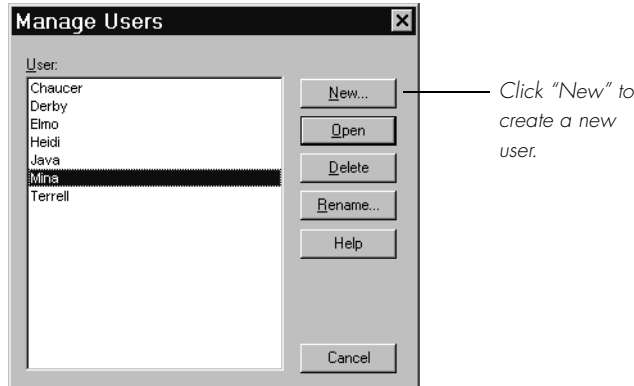 Manage Users
User:
Chaucer
Derby
Elmo
Heidi
Java
Mina
Terrell
New...
Open
Delete
Rename...
Help
Cancel
Click “New” to
create a new
user.